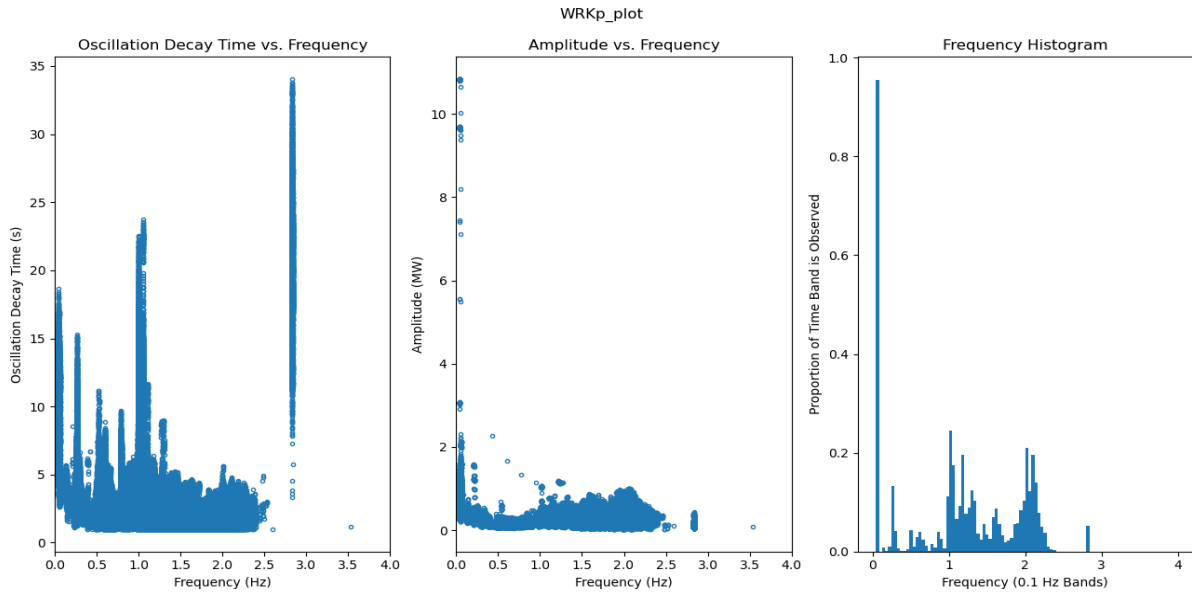 WRKp_plot
Oscillation Decay Time vs. Frequency
Oscillation Decay Time (s)
35
30
25
20
15
10
5
0
0.0 0.5 1.0 1.5 2.0 2.5 3.0 3.5 4.0
Frequency (Hz)
Amplitude vs. Frequency
Amplitude (MW)
10
8
6
4
2
0
0.0 0.5 1.0 1.5 2.0 2.5 3.0 3.5 4.0
Frequency (Hz)
Frequency Histogram
Proportion of Time Band is Observed
1.0
0.8
0.6
0.4
0.2
0.0
0 1 2 3 4
Frequency (0.1 Hz Bands)